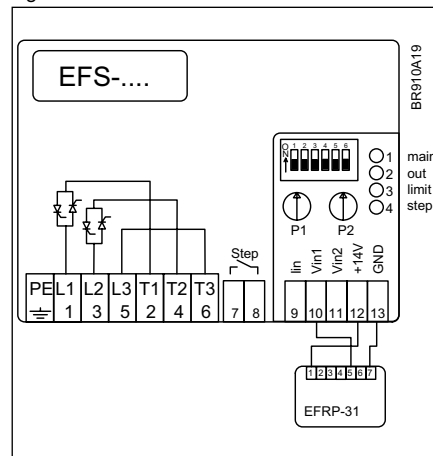 EFS-....
BR910A19
ON
1 2 3 4 5 6
1 main
2 out
3 limit
4 step
P1 P2
Step
Iin Vin1 Vin2 +14V GND
PE L1 L2 L3 T1 T2 T3
1 3 5 2 4 6
7 8
9 10 11 12 13
1 2 3 4 5 6 7
EFRP-31